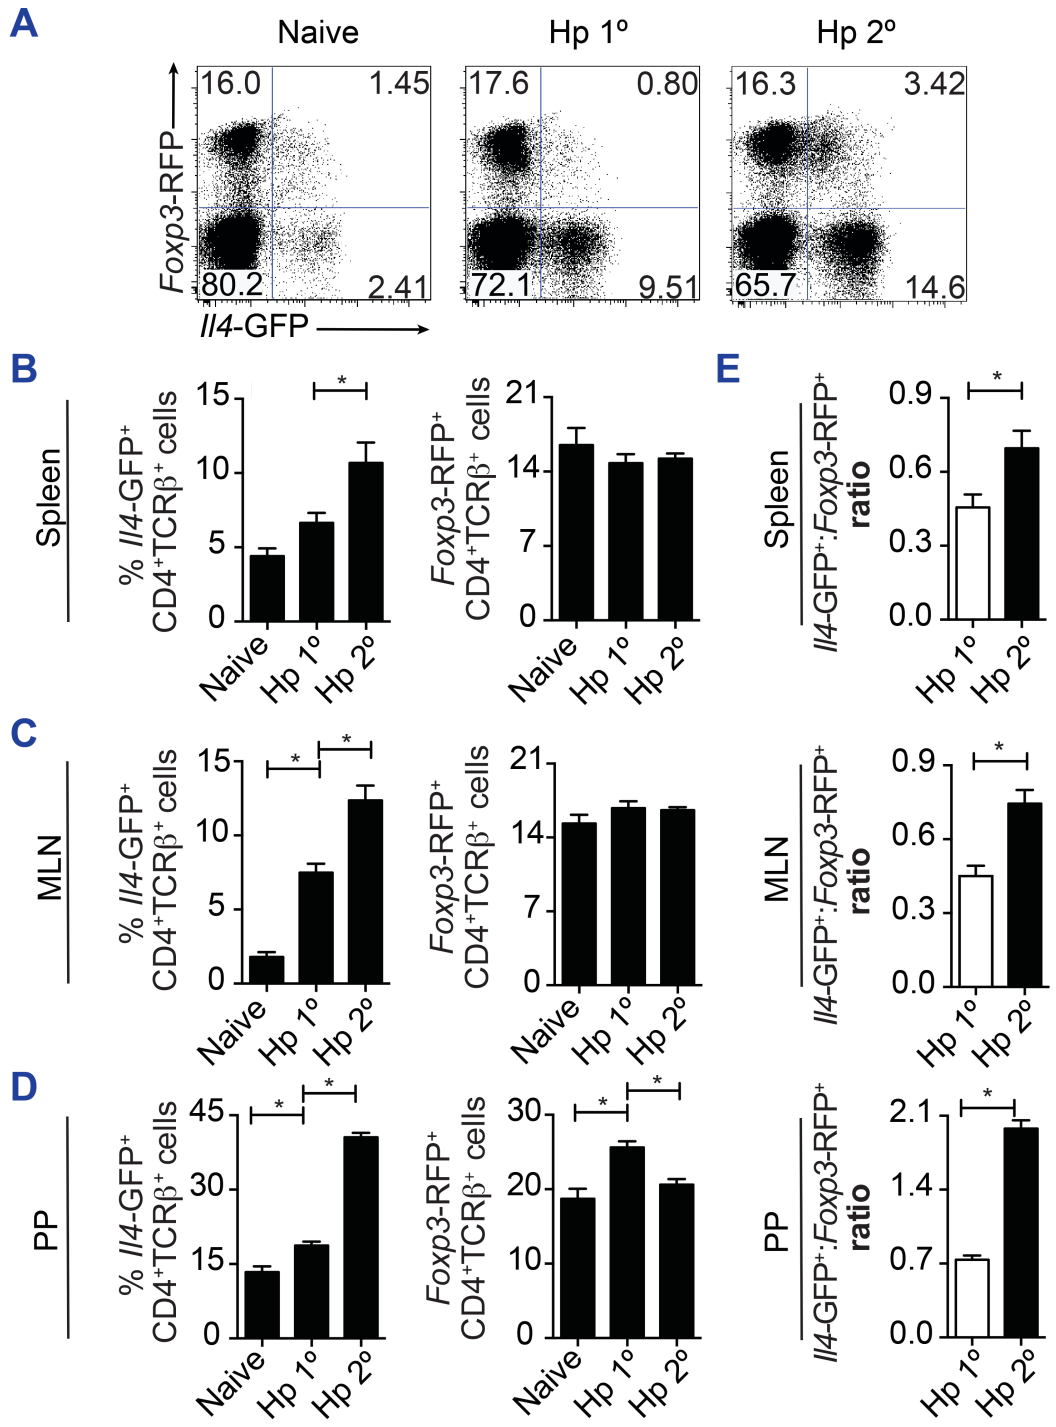 A
Naive
Hp 1º
Hp 2º
Foxp3-RFP
16.0
1.45
80.2
2.41
17.6
0.80
72.1
9.51
16.3
3.42
65.7
14.6
Il4-GFP
B
Spleen
% Il4-GFP⁺
CD4⁺TCRβ⁺ cells
15
10
5
0
*
Naive
Hp 1º
Hp 2º
Foxp3-RFP⁺
CD4⁺TCRβ⁺ cells
21
14
7
0
Naive
Hp 1º
Hp 2º
E
Spleen
Il4-GFP⁺:Foxp3-RFP⁺
ratio
0.9
0.6
0.3
0.0
*
Hp 1º
Hp 2º
C
MLN
% Il4-GFP⁺
CD4⁺TCRβ⁺ cells
15
10
5
0
*
*
Naive
Hp 1º
Hp 2º
Foxp3-RFP⁺
CD4⁺TCRβ⁺ cells
21
14
7
0
Naive
Hp 1º
Hp 2º
MLN
Il4-GFP⁺:Foxp3-RFP⁺
ratio
0.9
0.6
0.3
0.0
*
Hp 1º
Hp 2º
D
PP
% Il4-GFP⁺
CD4⁺TCRβ⁺ cells
45
30
15
0
*
*
Naive
Hp 1º
Hp 2º
Foxp3-RFP⁺
CD4⁺TCRβ⁺ cells
30
20
10
0
*
*
Naive
Hp 1º
Hp 2º
PP
Il4-GFP⁺:Foxp3-RFP⁺
ratio
2.1
1.4
0.7
0.0
*
Hp 1º
Hp 2º